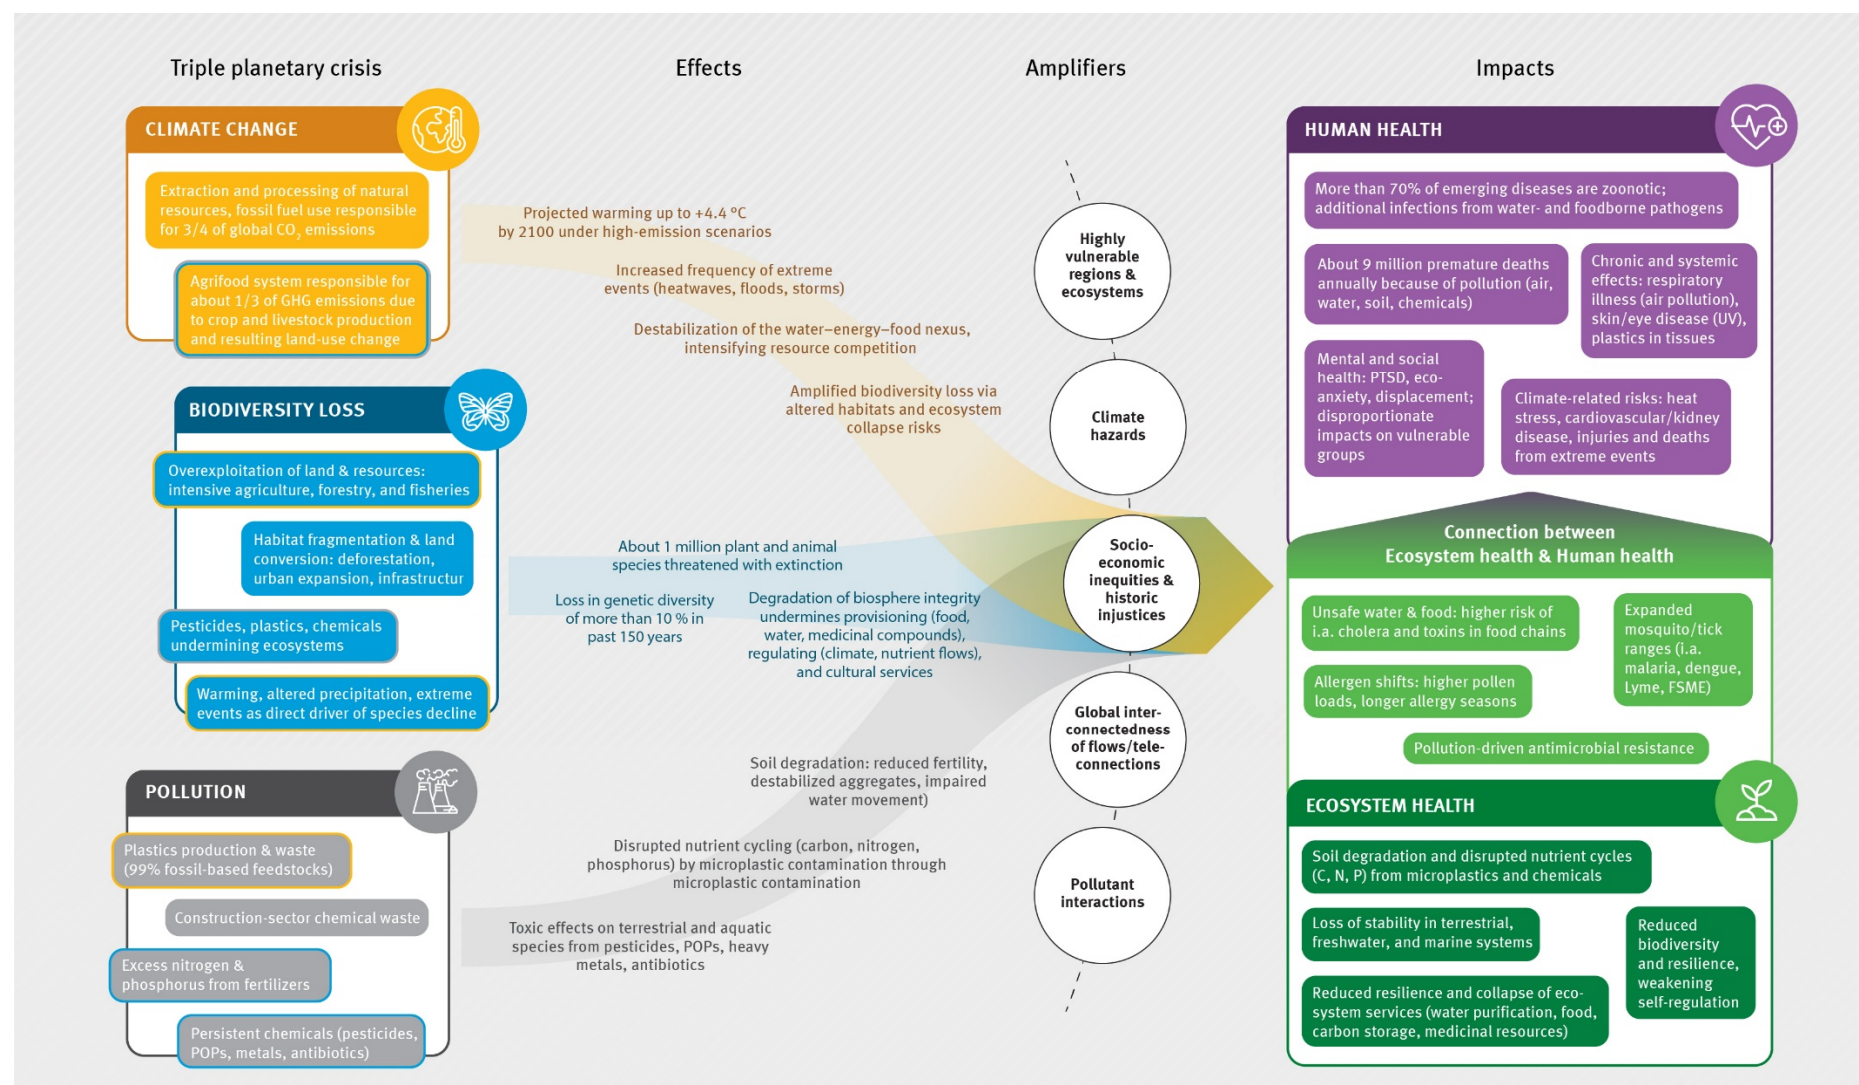 Triple planetary crisis
Effects
Amplifiers
Impacts
CLIMATE CHANGE
Extraction and processing of natural
resources, fossil fuel use responsible
for 3/4 of global CO₂ emissions
Agrifood system responsible for
about 1/3 of GHG emissions due
to crop and livestock production
and resulting land-use change
BIODIVERSITY LOSS
Overexploitation of land & resources:
intensive agriculture, forestry, and fisheries
Habitat fragmentation & land
conversion: deforestation,
urban expansion, infrastructur
Pesticides, plastics, chemicals
undermining ecosystems
Warming, altered precipitation, extreme
events as direct driver of species decline
POLLUTION
Plastics production & waste
(99% fossil-based feedstocks)
Construction-sector chemical waste
Excess nitrogen &
phosphorus from fertilizers
Persistent chemicals (pesticides,
POPs, metals, antibiotics)
Projected warming up to +4.4 °C
by 2100 under high-emission scenarios
Increased frequency of extreme
events (heatwaves, floods, storms)
Destabilization of the water–energy–food nexus,
intensifying resource competition
Amplified biodiversity loss via
altered habitats and ecosystem
collapse risks
About 1 million plant and animal
species threatened with extinction
Loss in genetic diversity
of more than 10 % in
past 150 years
Degradation of biosphere integrity
undermines provisioning (food,
water, medicinal compounds),
regulating (climate, nutrient flows),
and cultural services
Soil degradation: reduced fertility,
destabilized aggregates, impaired
water movement)
Disrupted nutrient cycling (carbon, nitrogen,
phosphorus) by microplastic contamination through
microplastic contamination
Toxic effects on terrestrial and aquatic
species from pesticides, POPs, heavy
metals, antibiotics
Highly
vulnerable
regions &
ecosystems
Climate
hazards
Socio-
economic
inequities &
historic
injustices
Global inter-
connectedness
of flows/tele-
connections
Pollutant
interactions
HUMAN HEALTH
More than 70% of emerging diseases are zoonotic;
additional infections from water- and foodborne pathogens
About 9 million premature deaths
annually because of pollution (air,
water, soil, chemicals)
Chronic and systemic
effects: respiratory
illness (air pollution),
skin/eye disease (UV),
plastics in tissues
Mental and social
health: PTSD, eco-
anxiety, displacement;
disproportionate
impacts on vulnerable
groups
Climate-related risks: heat
stress, cardiovascular/kidney
disease, injuries and deaths
from extreme events
Connection between
Ecosystem health & Human health
Unsafe water & food: higher risk of
i.a. cholera and toxins in food chains
Expanded
mosquito/tick
ranges (i.a.
malaria, dengue,
Lyme, FSME)
Allergen shifts: higher pollen
loads, longer allergy seasons
Pollution-driven antimicrobial resistance
ECOSYSTEM HEALTH
Soil degradation and disrupted nutrient cycles
(C, N, P) from microplastics and chemicals
Loss of stability in terrestrial,
freshwater, and marine systems
Reduced
biodiversity
and resilience,
weakening
self-regulation
Reduced resilience and collapse of eco-
system services (water purification, food,
carbon storage, medicinal resources)